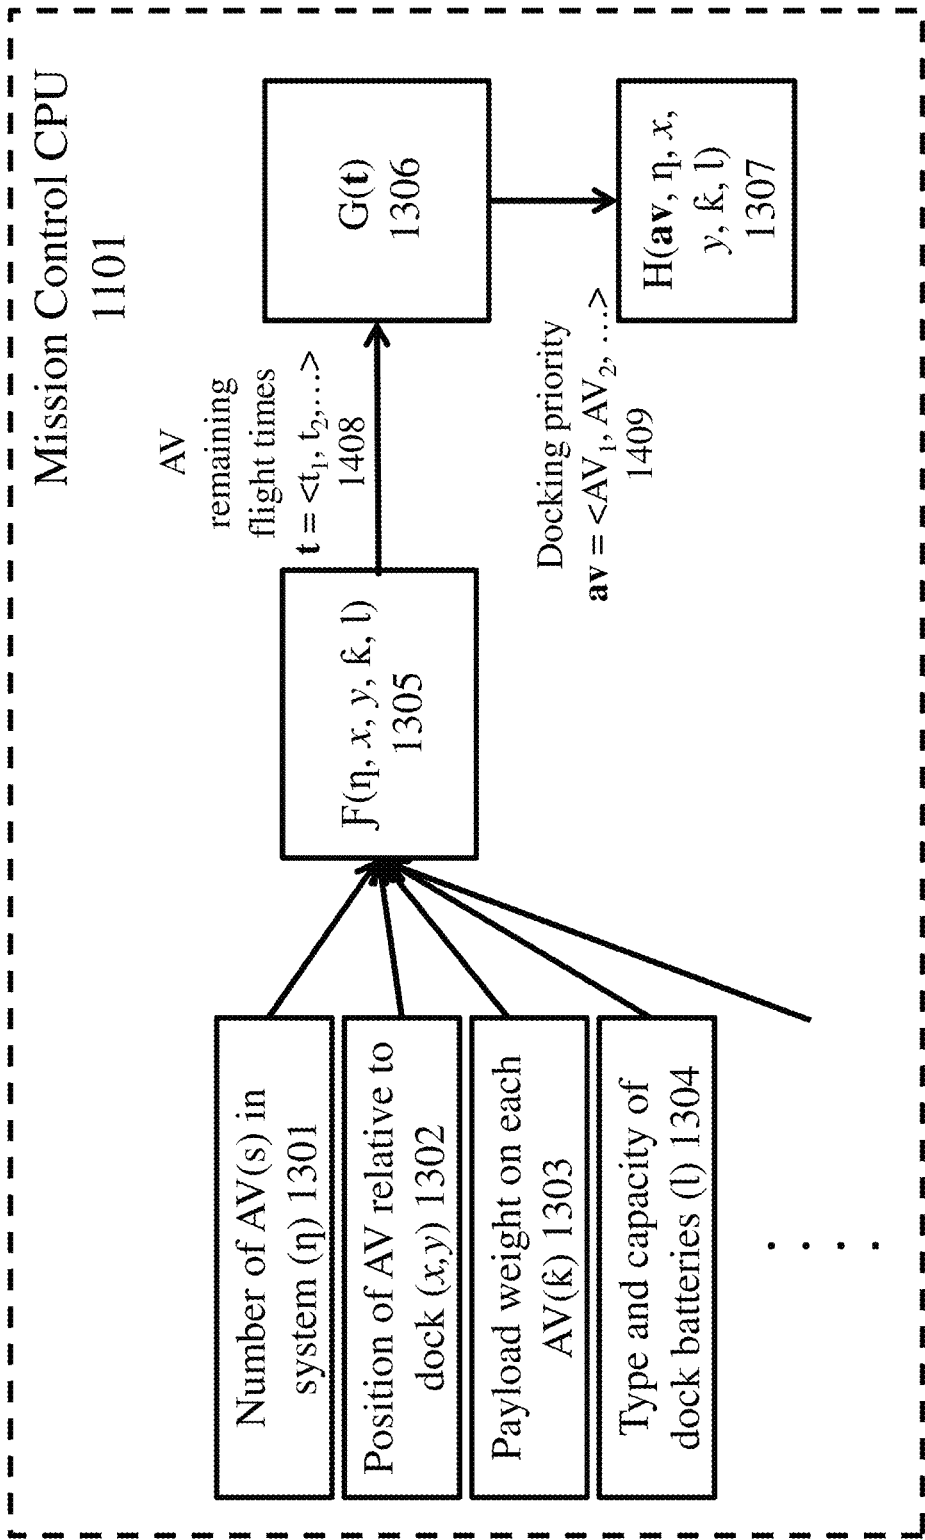 Mission Control CPU
1101
Number of AV(s) in
system (η) 1301
Position of AV relative to
dock (x,y) 1302
Payload weight on each
AV(ƙ) 1303
Type and capacity of
dock batteries (l) 1304
. . . .
Ƒ(η, x, y, ƙ, l)
1305
AV
remaining
flight times
t = <t₁, t₂,…>
1408
G(t)
1306
Docking priority
av = <AV₁, AV₂, …>
1409
H(av, η, x,
y, ƙ, l)
1307